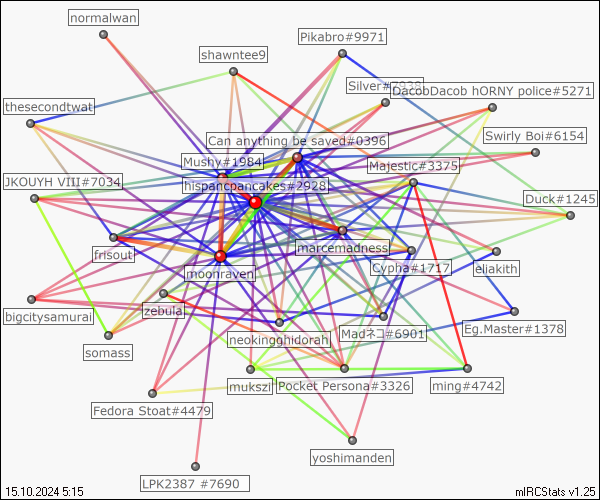 normalwan
Pikabro#9971
shawntee9
Silver#7938
DacobDacob hORNY police#5271
thesecondtwat
Swirly Boi#6154
Can anything be saved#0396
Mushy#1984
Majestic#3375
JKOUYH VIII#7034
hispancpancakes#2928
Duck#1245
marcemadness
frisout
Cypha#1717
eliakith
moonraven
bigcitysamurai
zebula
Eg.Master#1378
Madネコ#6901
neokingghidorah
somass
mukszi
Pocket Persona#3326
ming#4742
Fedora Stoat#4479
yoshimanden
LPK2387 #7690
15.10.2024 5:15
mIRCStats v1.25